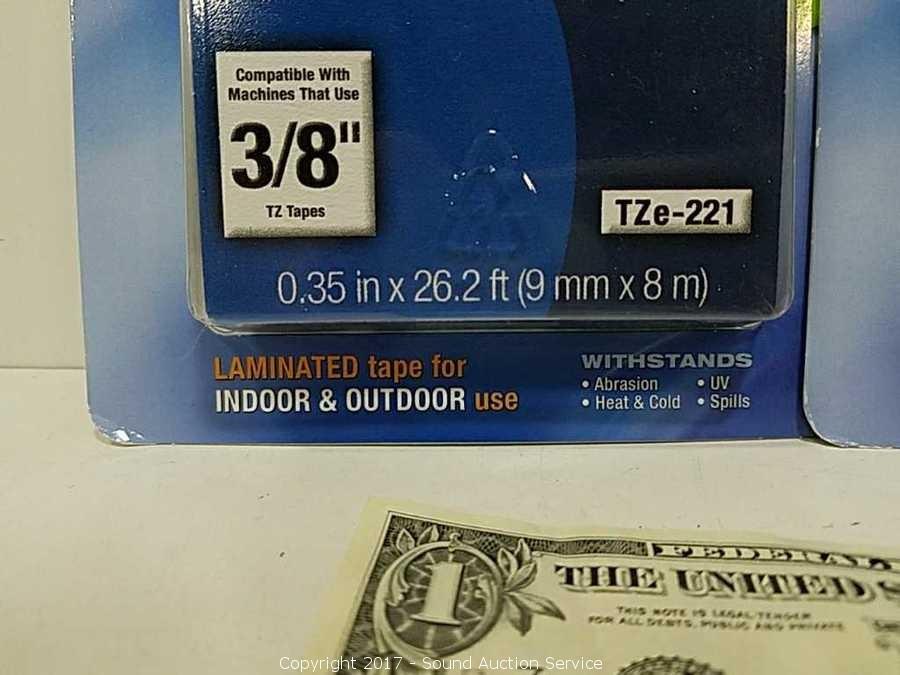 Compatible With
Machines That Use
3/8"
TZ Tapes
TZe-221
0.35 in x 26.2 ft (9 mm x 8 m)
LAMINATED tape for
INDOOR & OUTDOOR use
WITHSTANDS
• Abrasion • UV
• Heat & Cold • Spills
1
FEDERAL
THE UNITED S
THIS NOTE IS LEGAL TENDER
FOR ALL DEBTS, PUBLIC AND PRIVATE
Copyright 2017 - Sound Auction Service